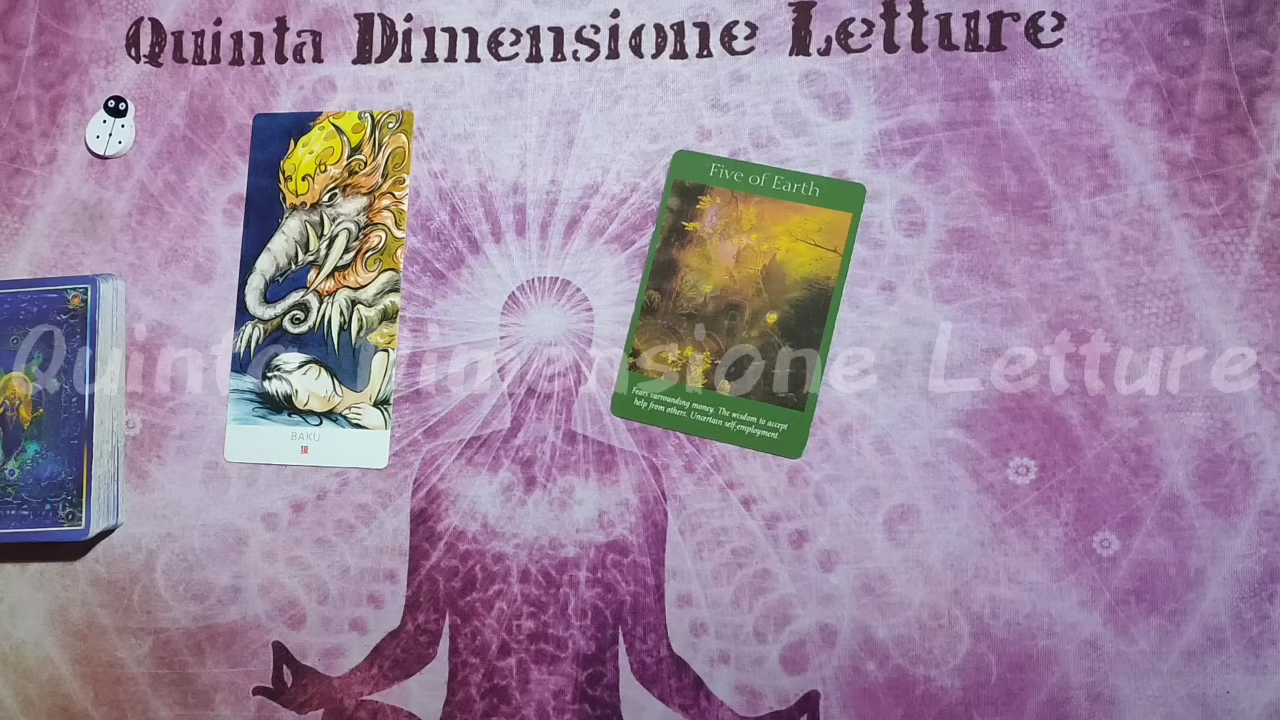 Quinta Dimensione Letture
Five of Earth
Quinta Dimensione Letture
Fears surrounding money. The wisdom to accept
help from others. Uncertain self-employment
BAKU
獏